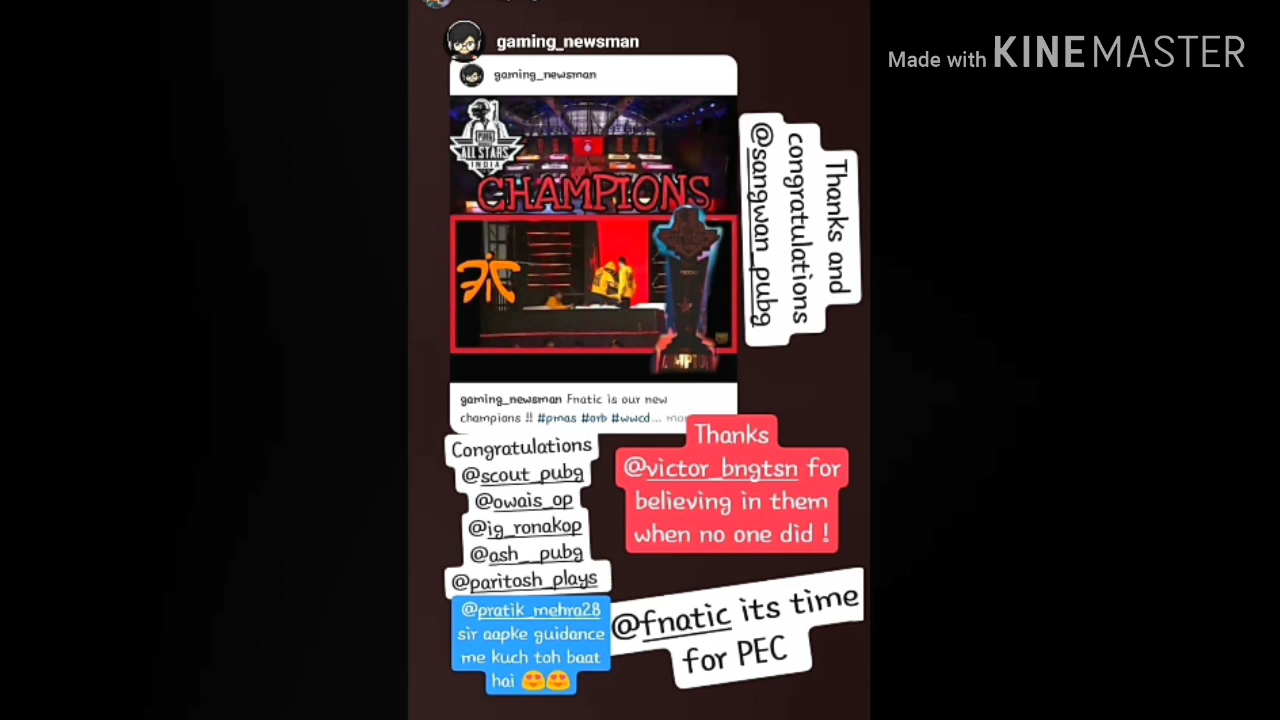 Made with KINEMASTER
gaming_newsman
gaming_newsman
PUBG
ALL STARS
INDIA
CHAMPIONS
gaming_newsman Fnatic is our new
champions !! #pmas #orb #wwcd...
Thanks and
congratulations
@sangwan_pubg
Congratulations
@scout_pubg
@owais_op
@ig_ronakop
@ash__pubg
@paritosh_plays
Thanks
@victor_bngtsn for
believing in them
when no one did !
@pratik_mehra28
sir aapke guidance
me kuch toh baat
hai 😍😍
@fnatic its time
for PEC